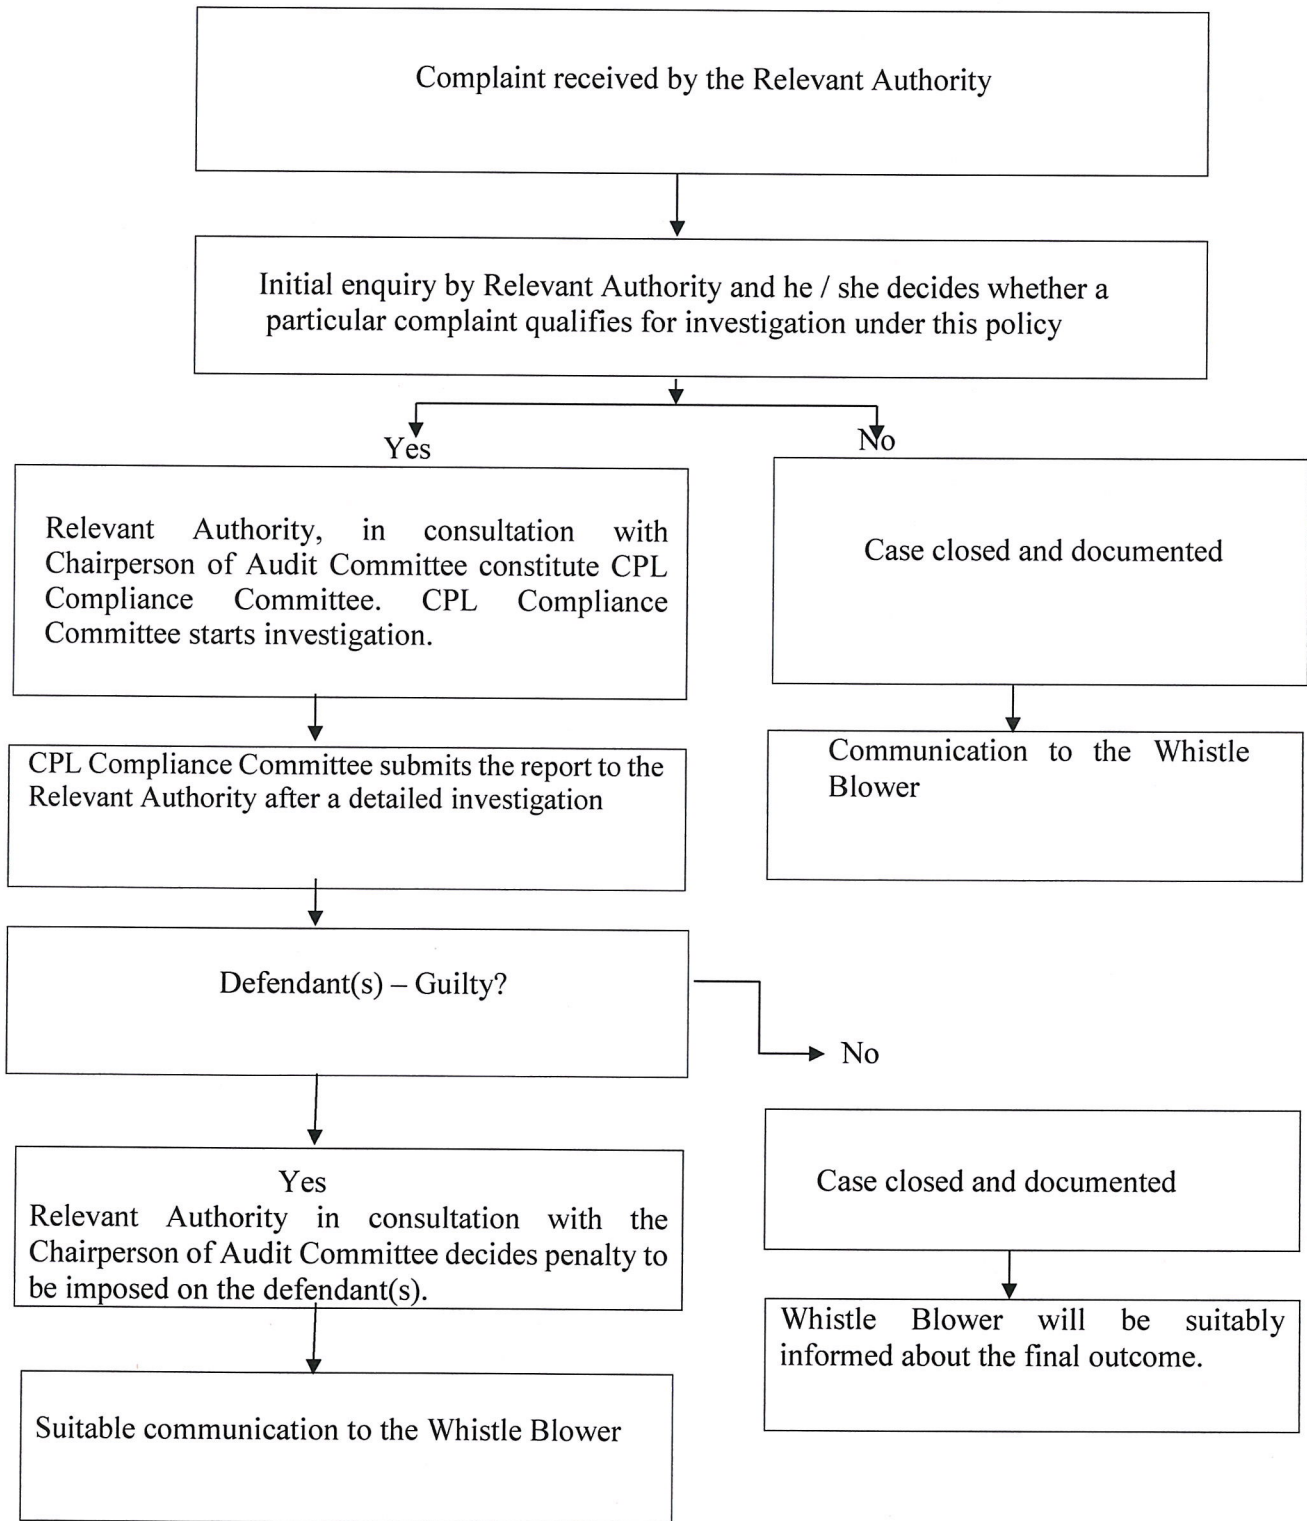 Complaint received by the Relevant Authority
Initial enquiry by Relevant Authority and he / she decides whether a
particular complaint qualifies for investigation under this policy
Yes
No
Relevant Authority, in consultation with
Chairperson of Audit Committee constitute CPL
Compliance Committee. CPL Compliance
Committee starts investigation.
Case closed and documented
CPL Compliance Committee submits the report to the
Relevant Authority after a detailed investigation
Communication to the Whistle
Blower
Defendant(s) – Guilty?
No
Yes
Relevant Authority in consultation with the
Chairperson of Audit Committee decides penalty to
be imposed on the defendant(s).
Case closed and documented
Whistle Blower will be suitably
informed about the final outcome.
Suitable communication to the Whistle Blower